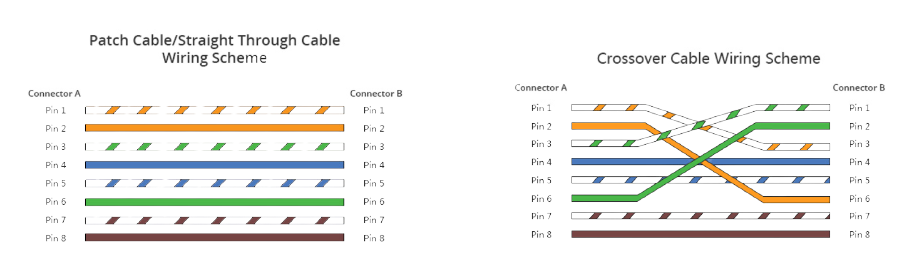 Patch Cable/Straight Through Cable
Wiring Scheme
Connector A Connector B
Pin 1 Pin 1
Pin 2 Pin 2
Pin 3 Pin 3
Pin 4 Pin 4
Pin 5 Pin 5
Pin 6 Pin 6
Pin 7 Pin 7
Pin 8 Pin 8
Crossover Cable Wiring Scheme
Connector A Connector B
Pin 1 Pin 1
Pin 2 Pin 2
Pin 3 Pin 3
Pin 4 Pin 4
Pin 5 Pin 5
Pin 6 Pin 6
Pin 7 Pin 7
Pin 8 Pin 8